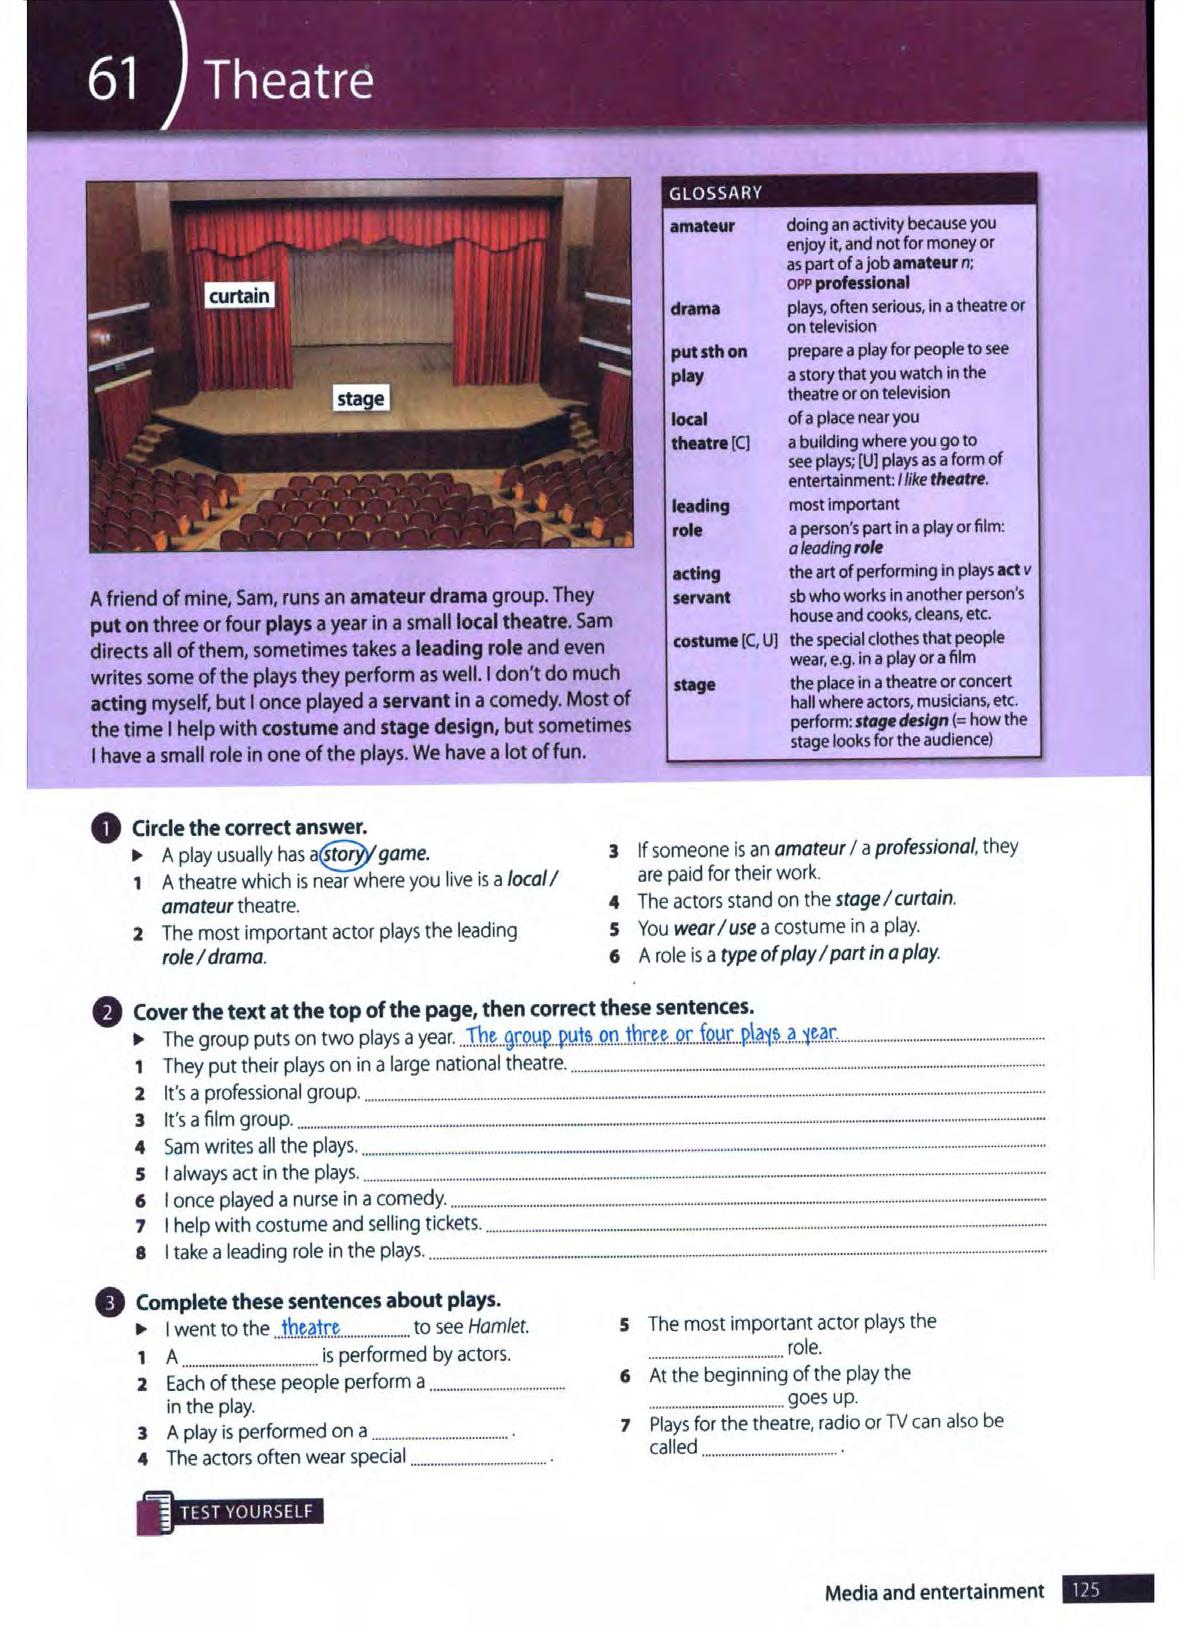 61
Theatre
curtain
stage
A friend of mine, Sam, runs an amateur drama group. They
put on three or four plays a year in a small local theatre. Sam
directs all of them, sometimes takes a leading role and even
writes some of the plays they perform as well. I don't do much
acting myself, but I once played a servant in a comedy. Most of
the time I help with costume and stage design, but sometimes
I have a small role in one of the plays. We have a lot of fun.
GLOSSARY
amateur doing an activity because you
enjoy it, and not for money or
as part of a job amateur n;
OPP professional
drama plays, often serious, in a theatre or
on television
put sth on prepare a play for people to see
play a story that you watch in the
theatre or on television
local of a place near you
theatre [C] a building where you go to
see plays; [U] plays as a form of
entertainment: I like theatre.
leading most important
role a person's part in a play or film:
a leading role
acting the art of performing in plays act v
servant sb who works in another person's
house and cooks, cleans, etc.
costume [C, U] the special clothes that people
wear, e.g. in a play or a film
stage the place in a theatre or concert
hall where actors, musicians, etc.
perform: stage design (= how the
stage looks for the audience)
1 Circle the correct answer.
▶ A play usually has a story/game.
1 A theatre which is near where you live is a local /
amateur theatre.
2 The most important actor plays the leading
role / drama.
3 If someone is an amateur / a professional, they
are paid for their work.
4 The actors stand on the stage / curtain.
5 You wear / use a costume in a play.
6 A role is a type of play / part in a play.
2 Cover the text at the top of the page, then correct these sentences.
▶ The group puts on two plays a year. The group puts on three or four plays a year.
1 They put their plays on in a large national theatre.
2 It's a professional group.
3 It's a film group.
4 Sam writes all the plays.
5 I always act in the plays.
6 I once played a nurse in a comedy.
7 I help with costume and selling tickets.
8 I take a leading role in the plays.
3 Complete these sentences about plays.
▶ I went to the theatre to see Hamlet.
1 A is performed by actors.
2 Each of these people perform a
in the play.
3 A play is performed on a .
4 The actors often wear special .
5 The most important actor plays the
role.
6 At the beginning of the play the
goes up.
7 Plays for the theatre, radio or TV can also be
called .
TEST YOURSELF
Media and entertainment 125